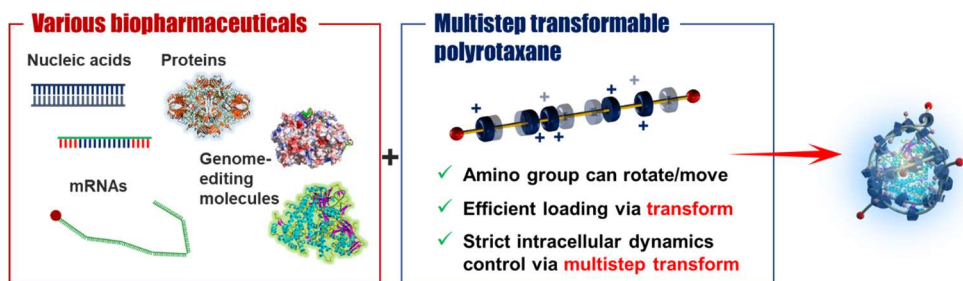 Various biopharmaceuticals
Nucleic acids
Proteins
mRNAs
Genome-
editing
molecules
+
Multistep transformable
polyrotaxane
+
+
+
+
+ +
✓ Amino group can rotate/move
✓ Efficient loading via transform
✓ Strict intracellular dynamics
control via multistep transform